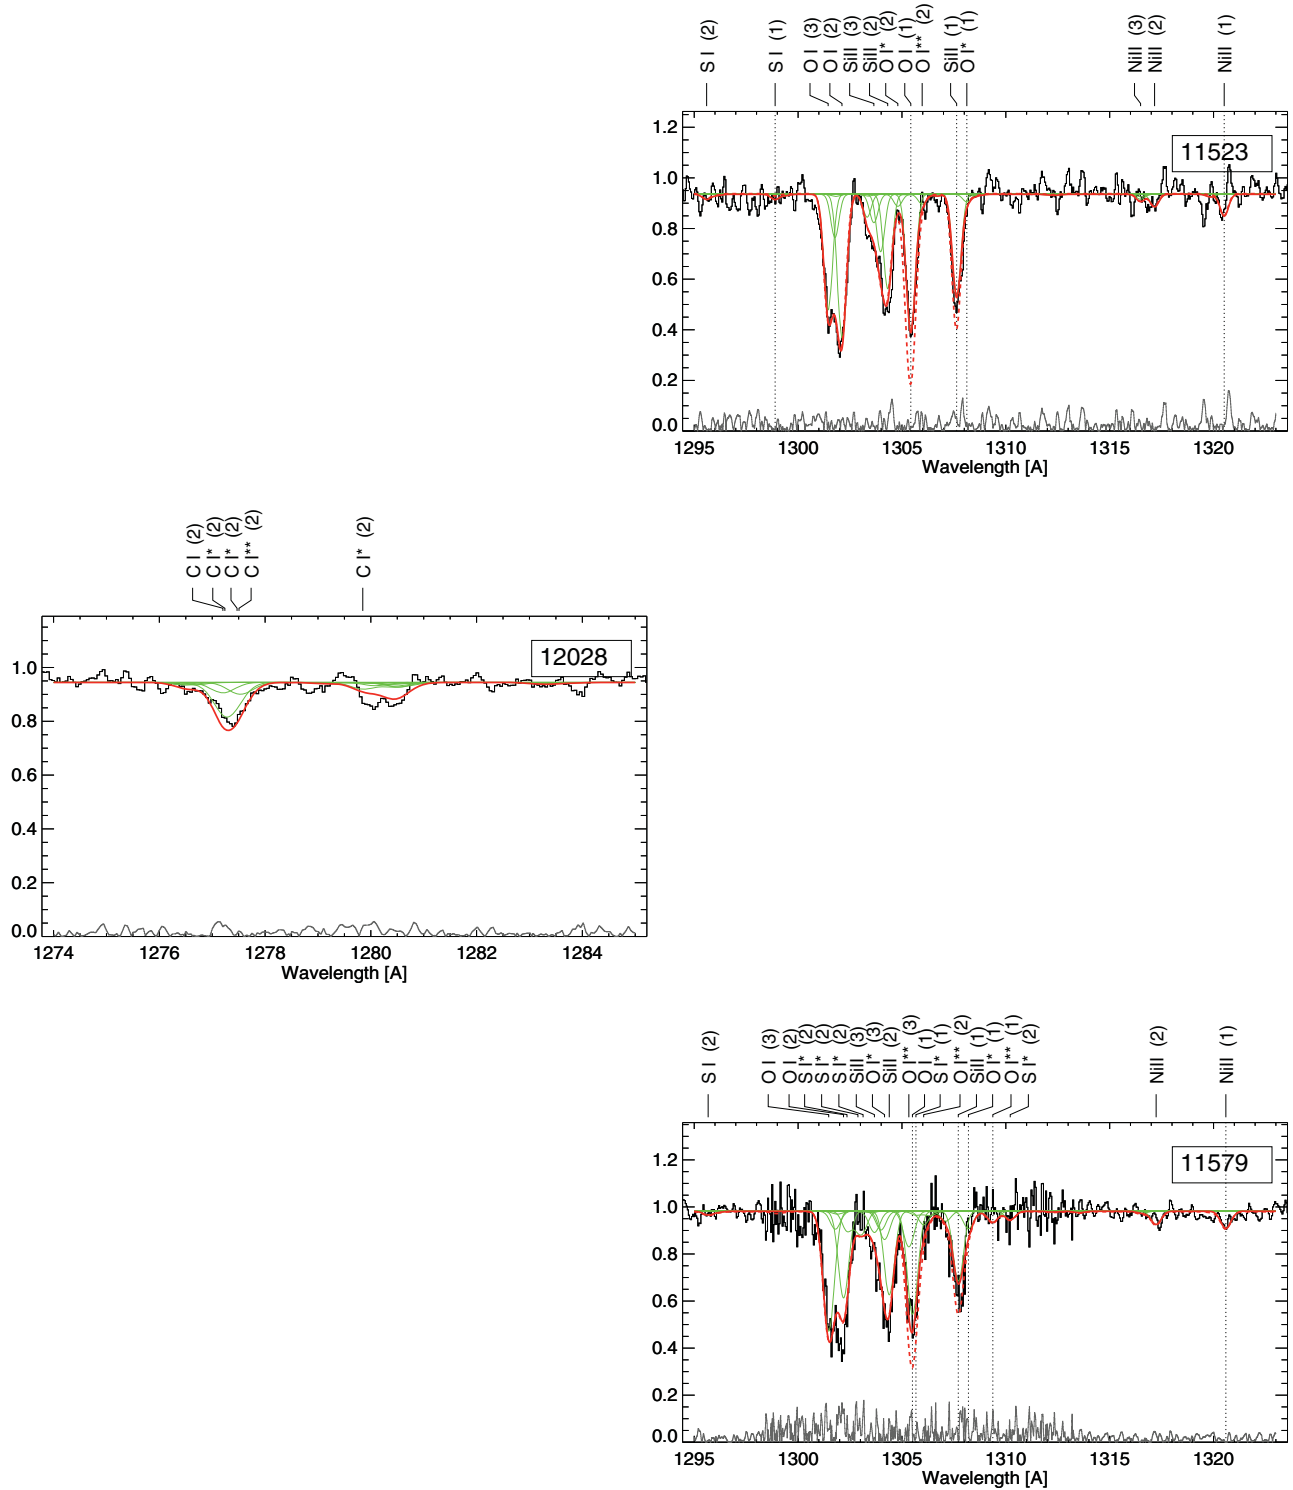 S I (2)
S I (1)
O I (3)
O I (2)
SiII (3)
SiII (2)
O I* (2)
O I (1)
O I** (2)
SiII (1)
O I* (1)
NiII (3)
NiII (2)
NiII (1)
11523
1.2
1.0
0.8
0.6
0.4
0.2
0.0
1295 1300 1305 1310 1315 1320
Wavelength [A]
C I (2)
C I* (2)
C I* (2)
C I** (2)
C I* (2)
12028
1.0
0.8
0.6
0.4
0.2
0.0
1274 1276 1278 1280 1282 1284
Wavelength [A]
S I (2)
O I (3)
O I (2)
S I* (2)
S I* (2)
S I* (2)
SiII (3)
O I* (3)
SiII (2)
O I** (3)
O I (1)
S I* (1)
O I** (2)
SiII (1)
O I* (1)
O I** (1)
S I* (2)
NiII (2)
NiII (1)
11579
1.2
1.0
0.8
0.6
0.4
0.2
0.0
1295 1300 1305 1310 1315 1320
Wavelength [A]